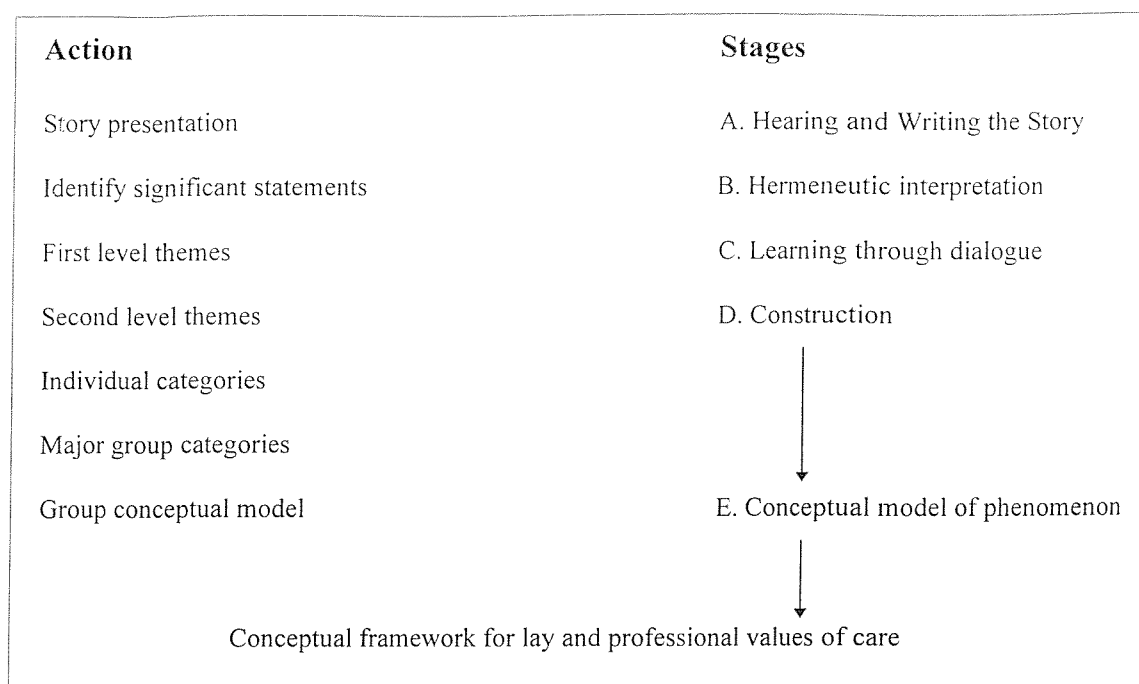 Action Stages
Story presentation A. Hearing and Writing the Story
Identify significant statements B. Hermeneutic interpretation
First level themes C. Learning through dialogue
Second level themes D. Construction
Individual categories
Major group categories
Group conceptual model E. Conceptual model of phenomenon
Conceptual framework for lay and professional values of care